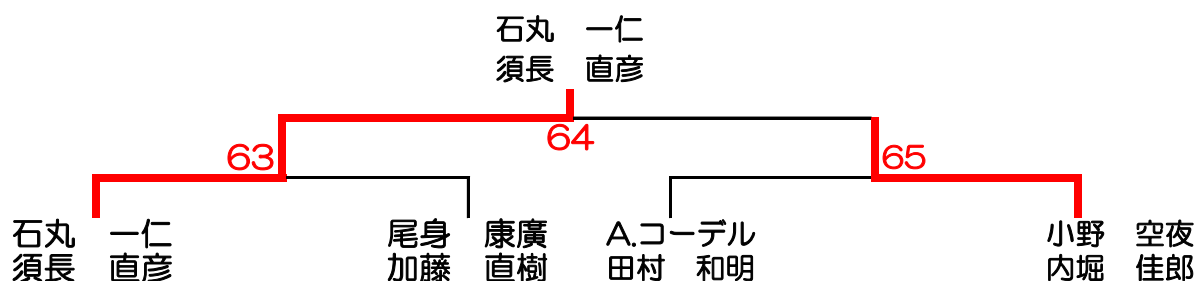 石丸 一仁
須長 直彦
64
63
65
石丸 一仁
須長 直彦
尾身 康廣
加藤 直樹
A.コーデル
田村 和明
小野 空夜
内堀 佳郎